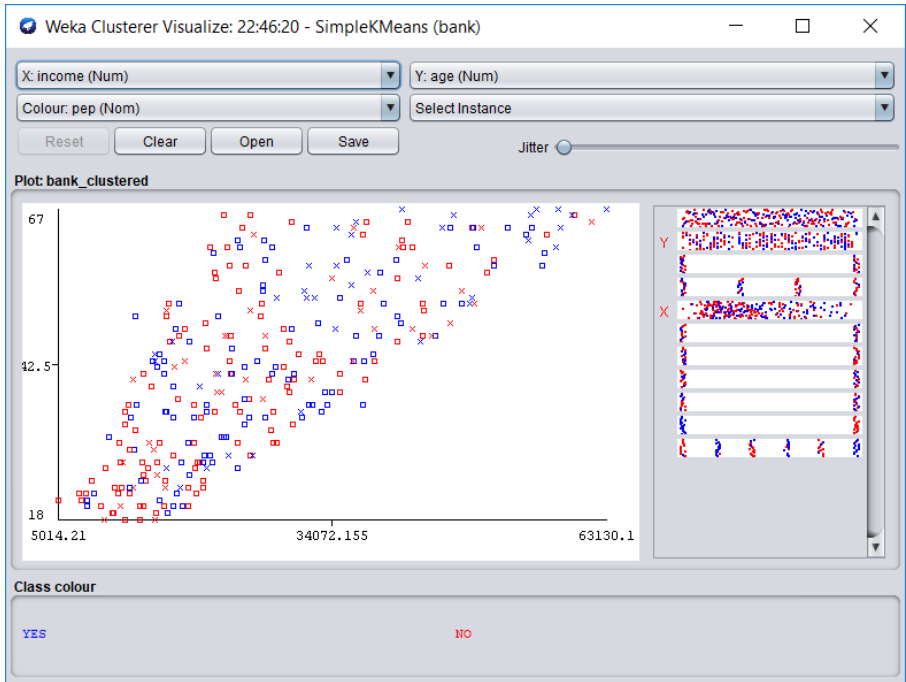 Weka Clusterer Visualize: 22:46:20 - SimpleKMeans (bank)
X: income (Num) Y: age (Num)
Colour: pep (Nom) Select Instance
Reset Clear Open Save Jitter
Plot: bank_clustered
67
42.5
18
5014.21 34072.155 63130.1
Y
X
Class colour
YES NO